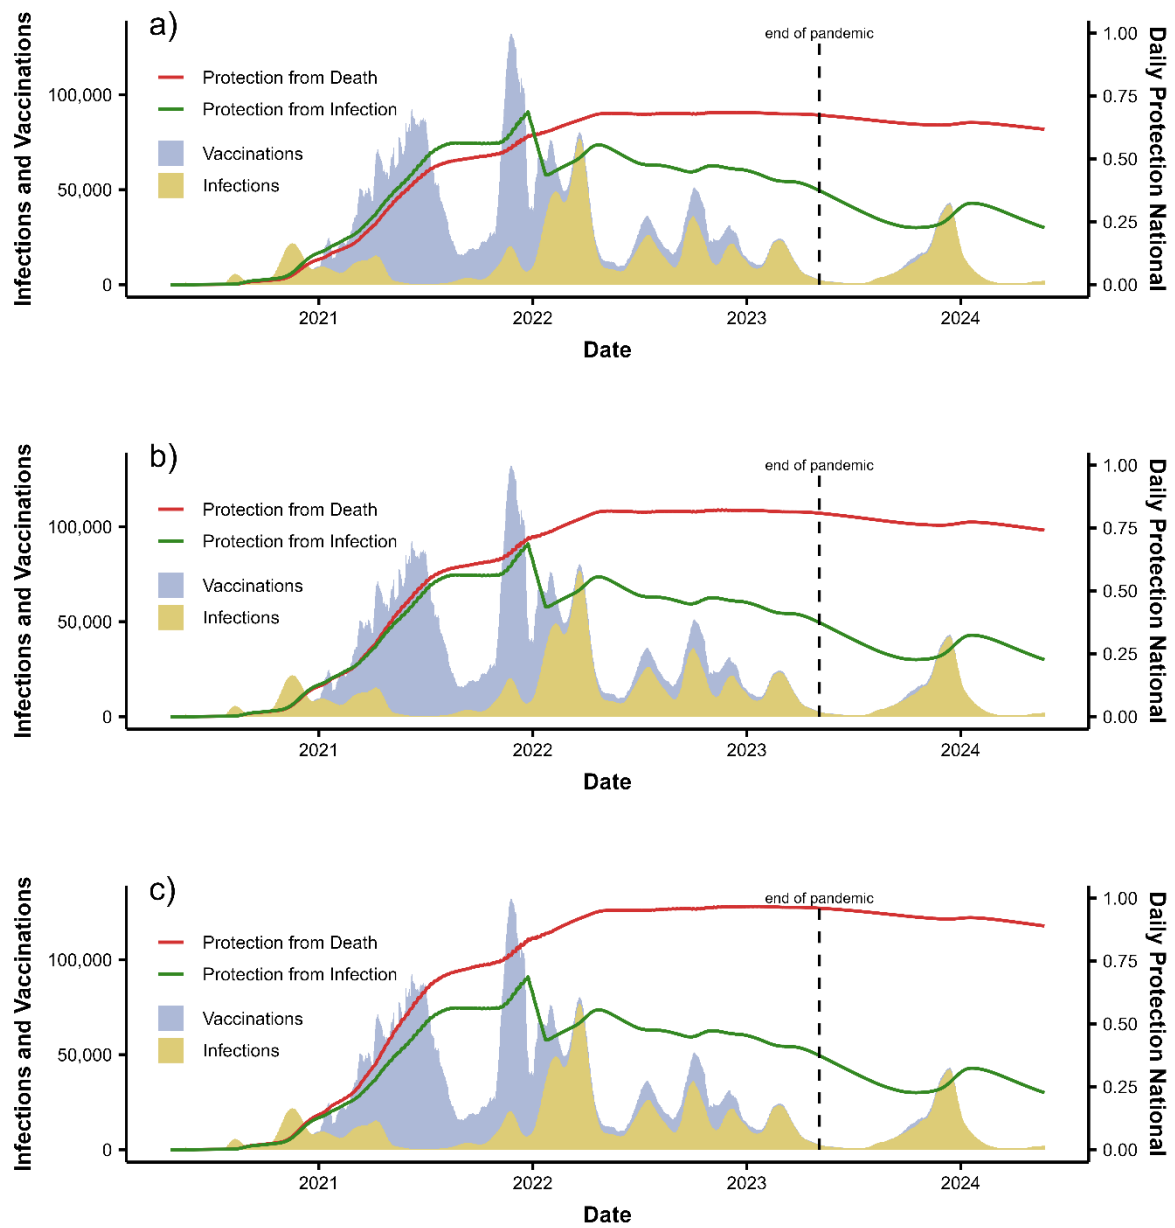 a)
end of pandemic
Infections and Vaccinations
Daily Protection National
Protection from Death
Protection from Infection
Vaccinations
Infections
100,000
50,000
0
1.00
0.75
0.50
0.25
0.00
2021 2022 2023 2024
Date
b)
end of pandemic
Infections and Vaccinations
Daily Protection National
Protection from Death
Protection from Infection
Vaccinations
Infections
100,000
50,000
0
1.00
0.75
0.50
0.25
0.00
2021 2022 2023 2024
Date
c)
end of pandemic
Infections and Vaccinations
Daily Protection National
Protection from Death
Protection from Infection
Vaccinations
Infections
100,000
50,000
0
1.00
0.75
0.50
0.25
0.00
2021 2022 2023 2024
Date